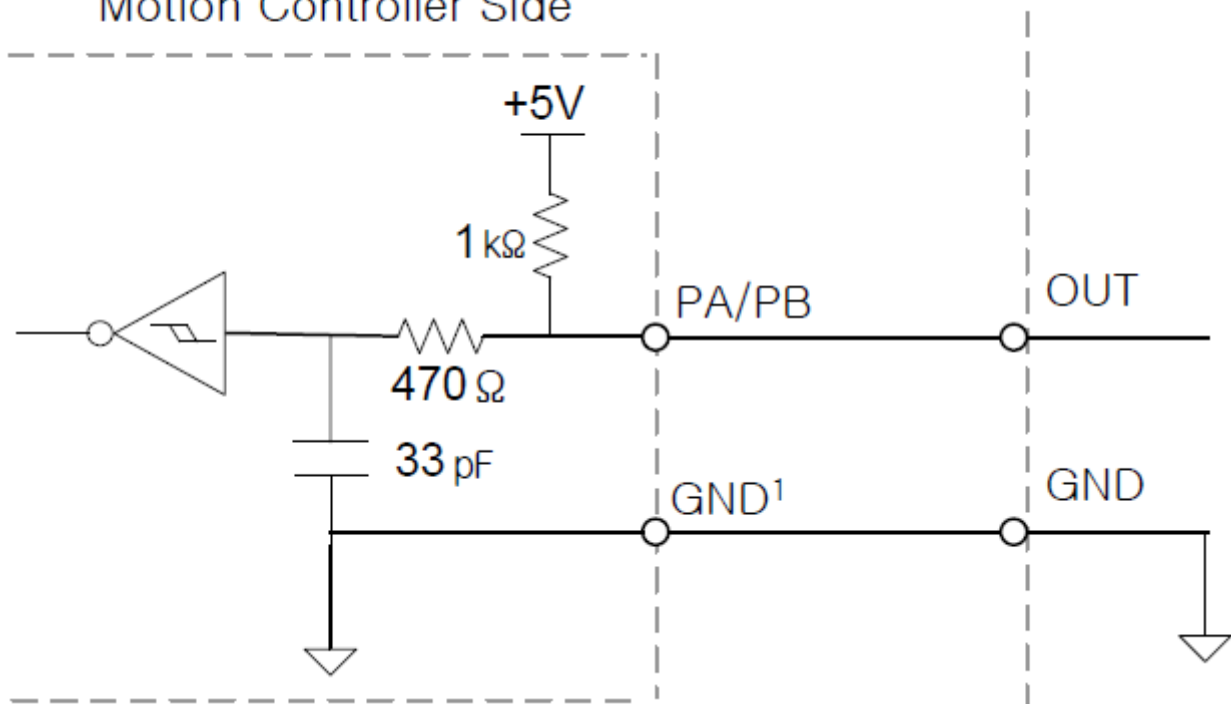 Motion Controller Side
+5V
1 kΩ
PA/PB
OUT
470 Ω
33 pF
GND¹
GND